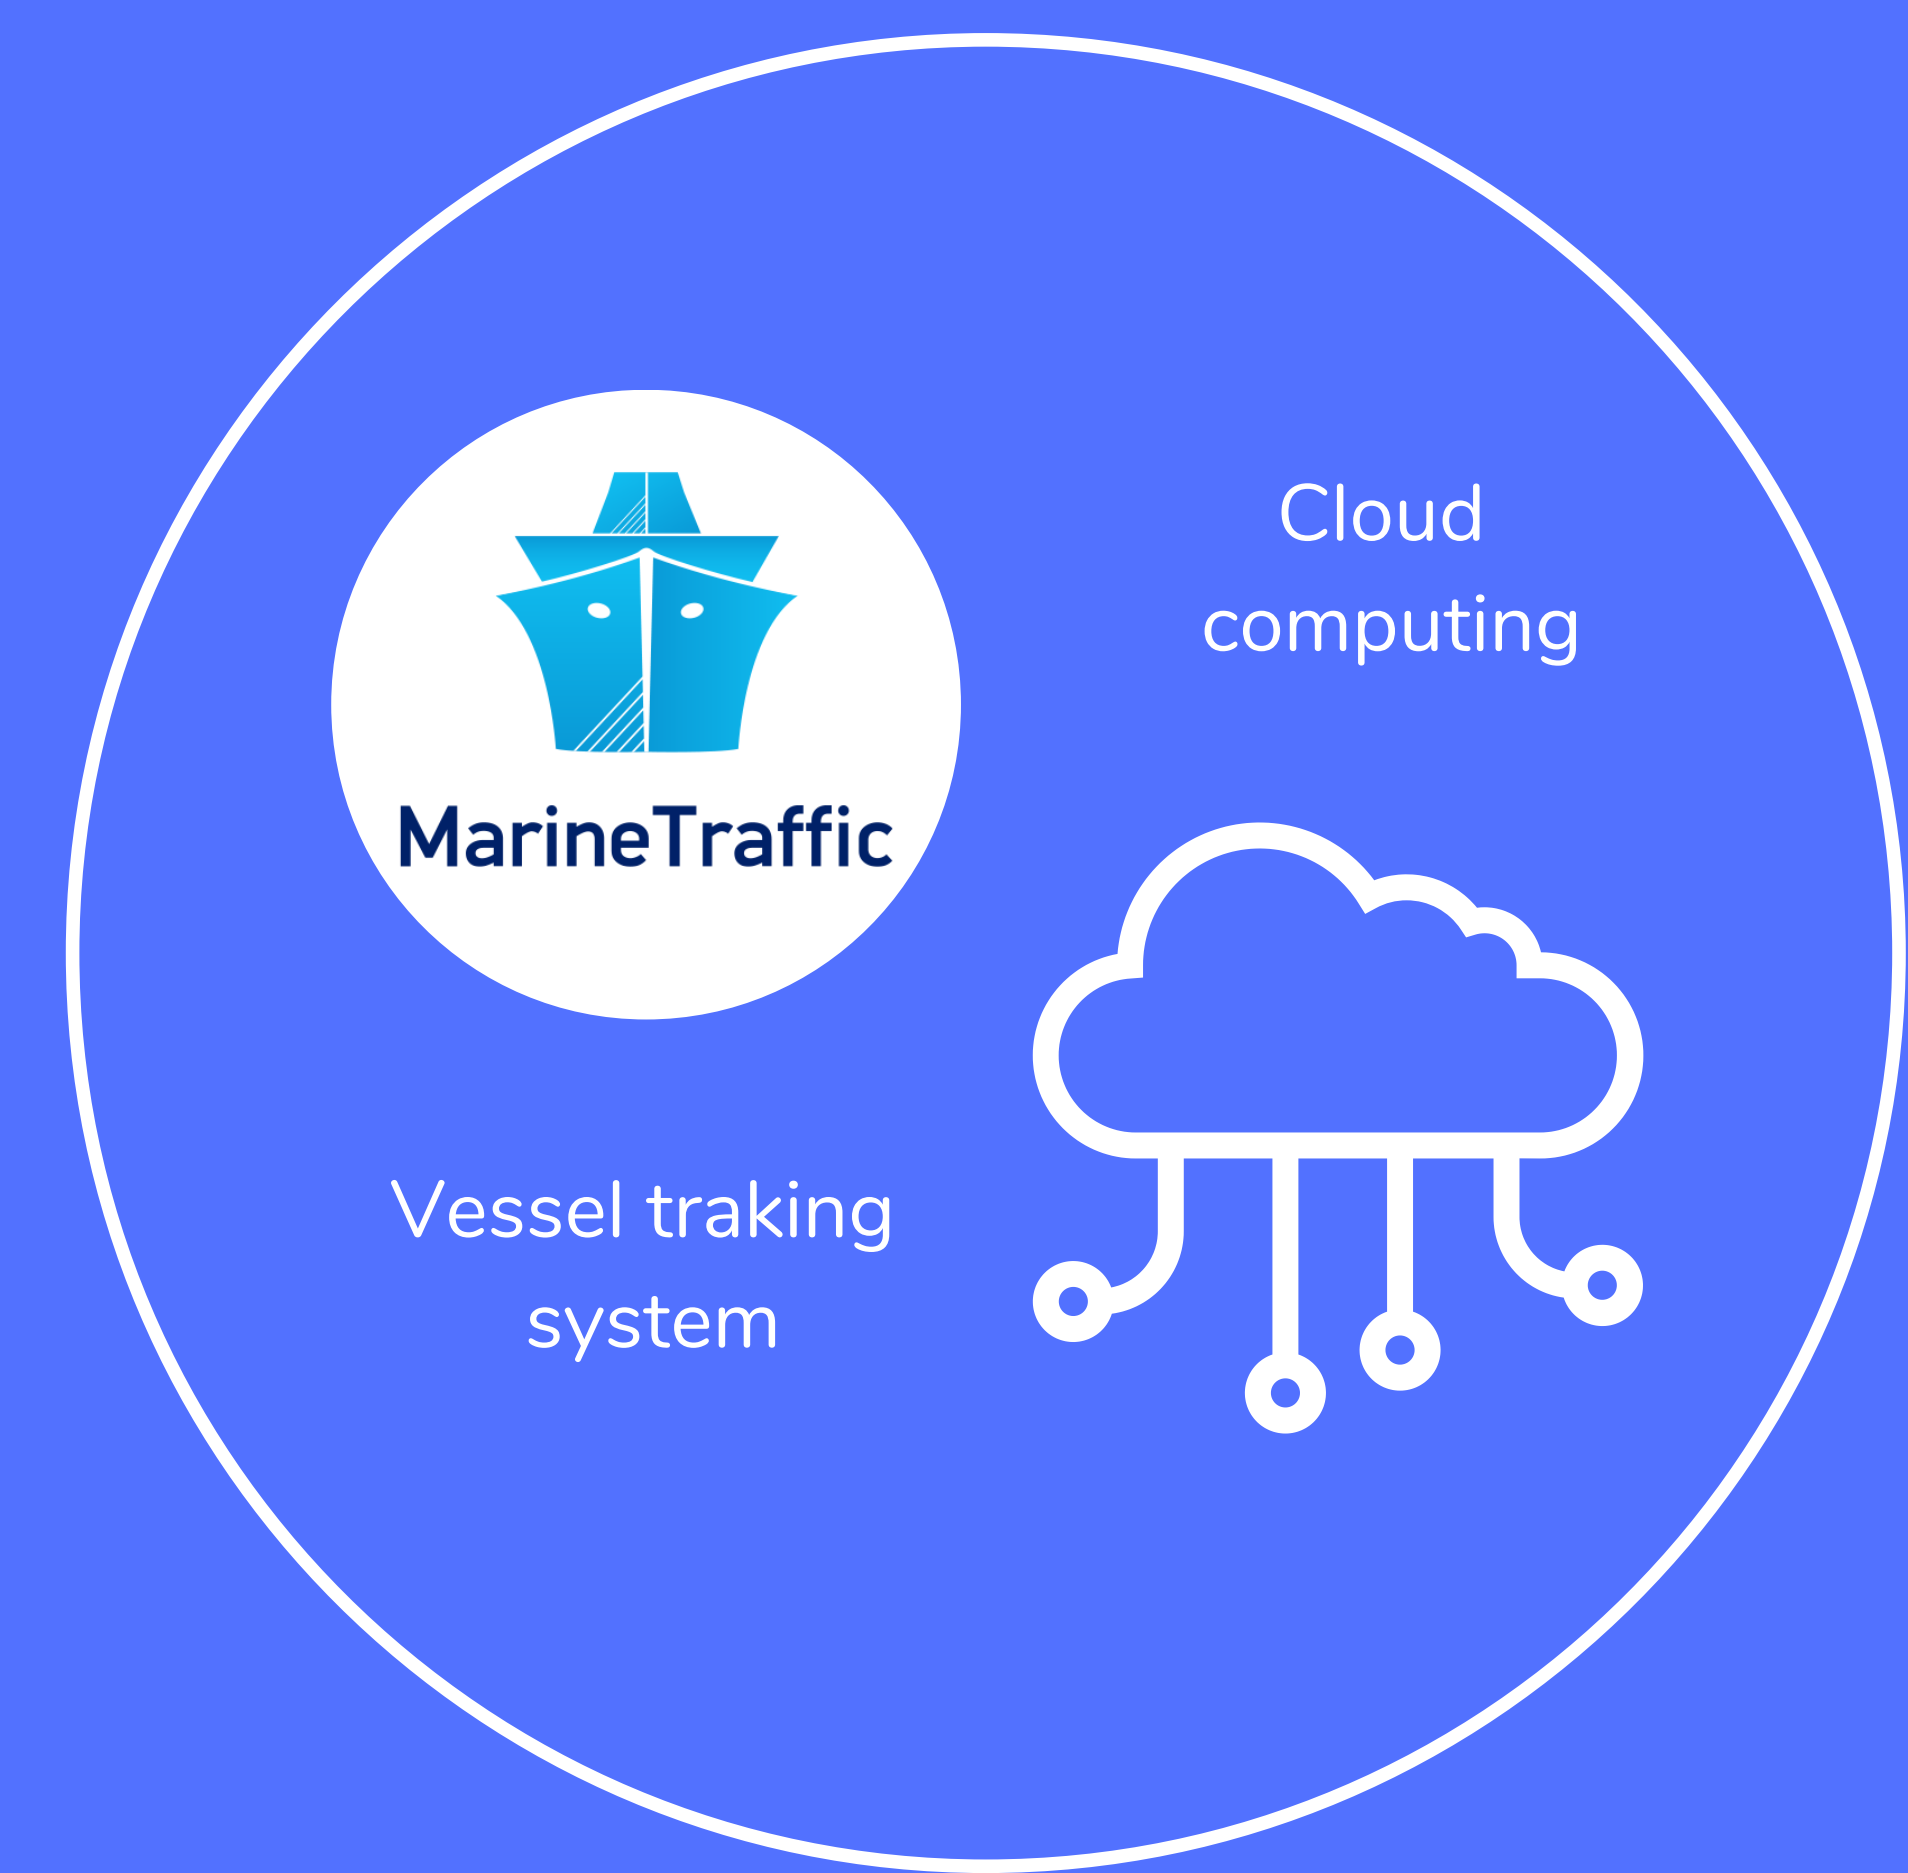 MarineTraffic
Vessel traking
system
Cloud
computing